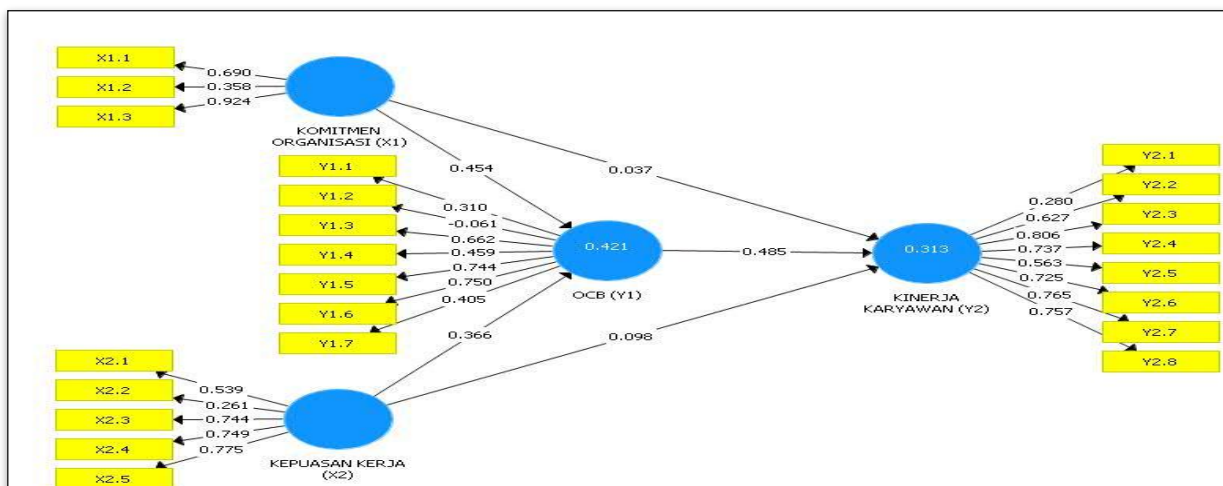 X1.1
X1.2
X1.3
0.690
0.358
0.924
KOMITMEN
ORGANISASI (X1)
Y1.1
Y1.2
Y1.3
Y1.4
Y1.5
Y1.6
Y1.7
0.310
-0.061
0.662
0.459
0.744
0.750
0.405
0.454
0.037
0.421
OCB (Y1)
0.485
0.366
0.098
0.313
KINERJA
KARYAWAN (Y2)
0.280
0.627
0.806
0.737
0.563
0.725
0.765
0.757
Y2.1
Y2.2
Y2.3
Y2.4
Y2.5
Y2.6
Y2.7
Y2.8
X2.1
X2.2
X2.3
X2.4
X2.5
0.539
0.261
0.744
0.749
0.775
KEPUASAN KERJA
(X2)